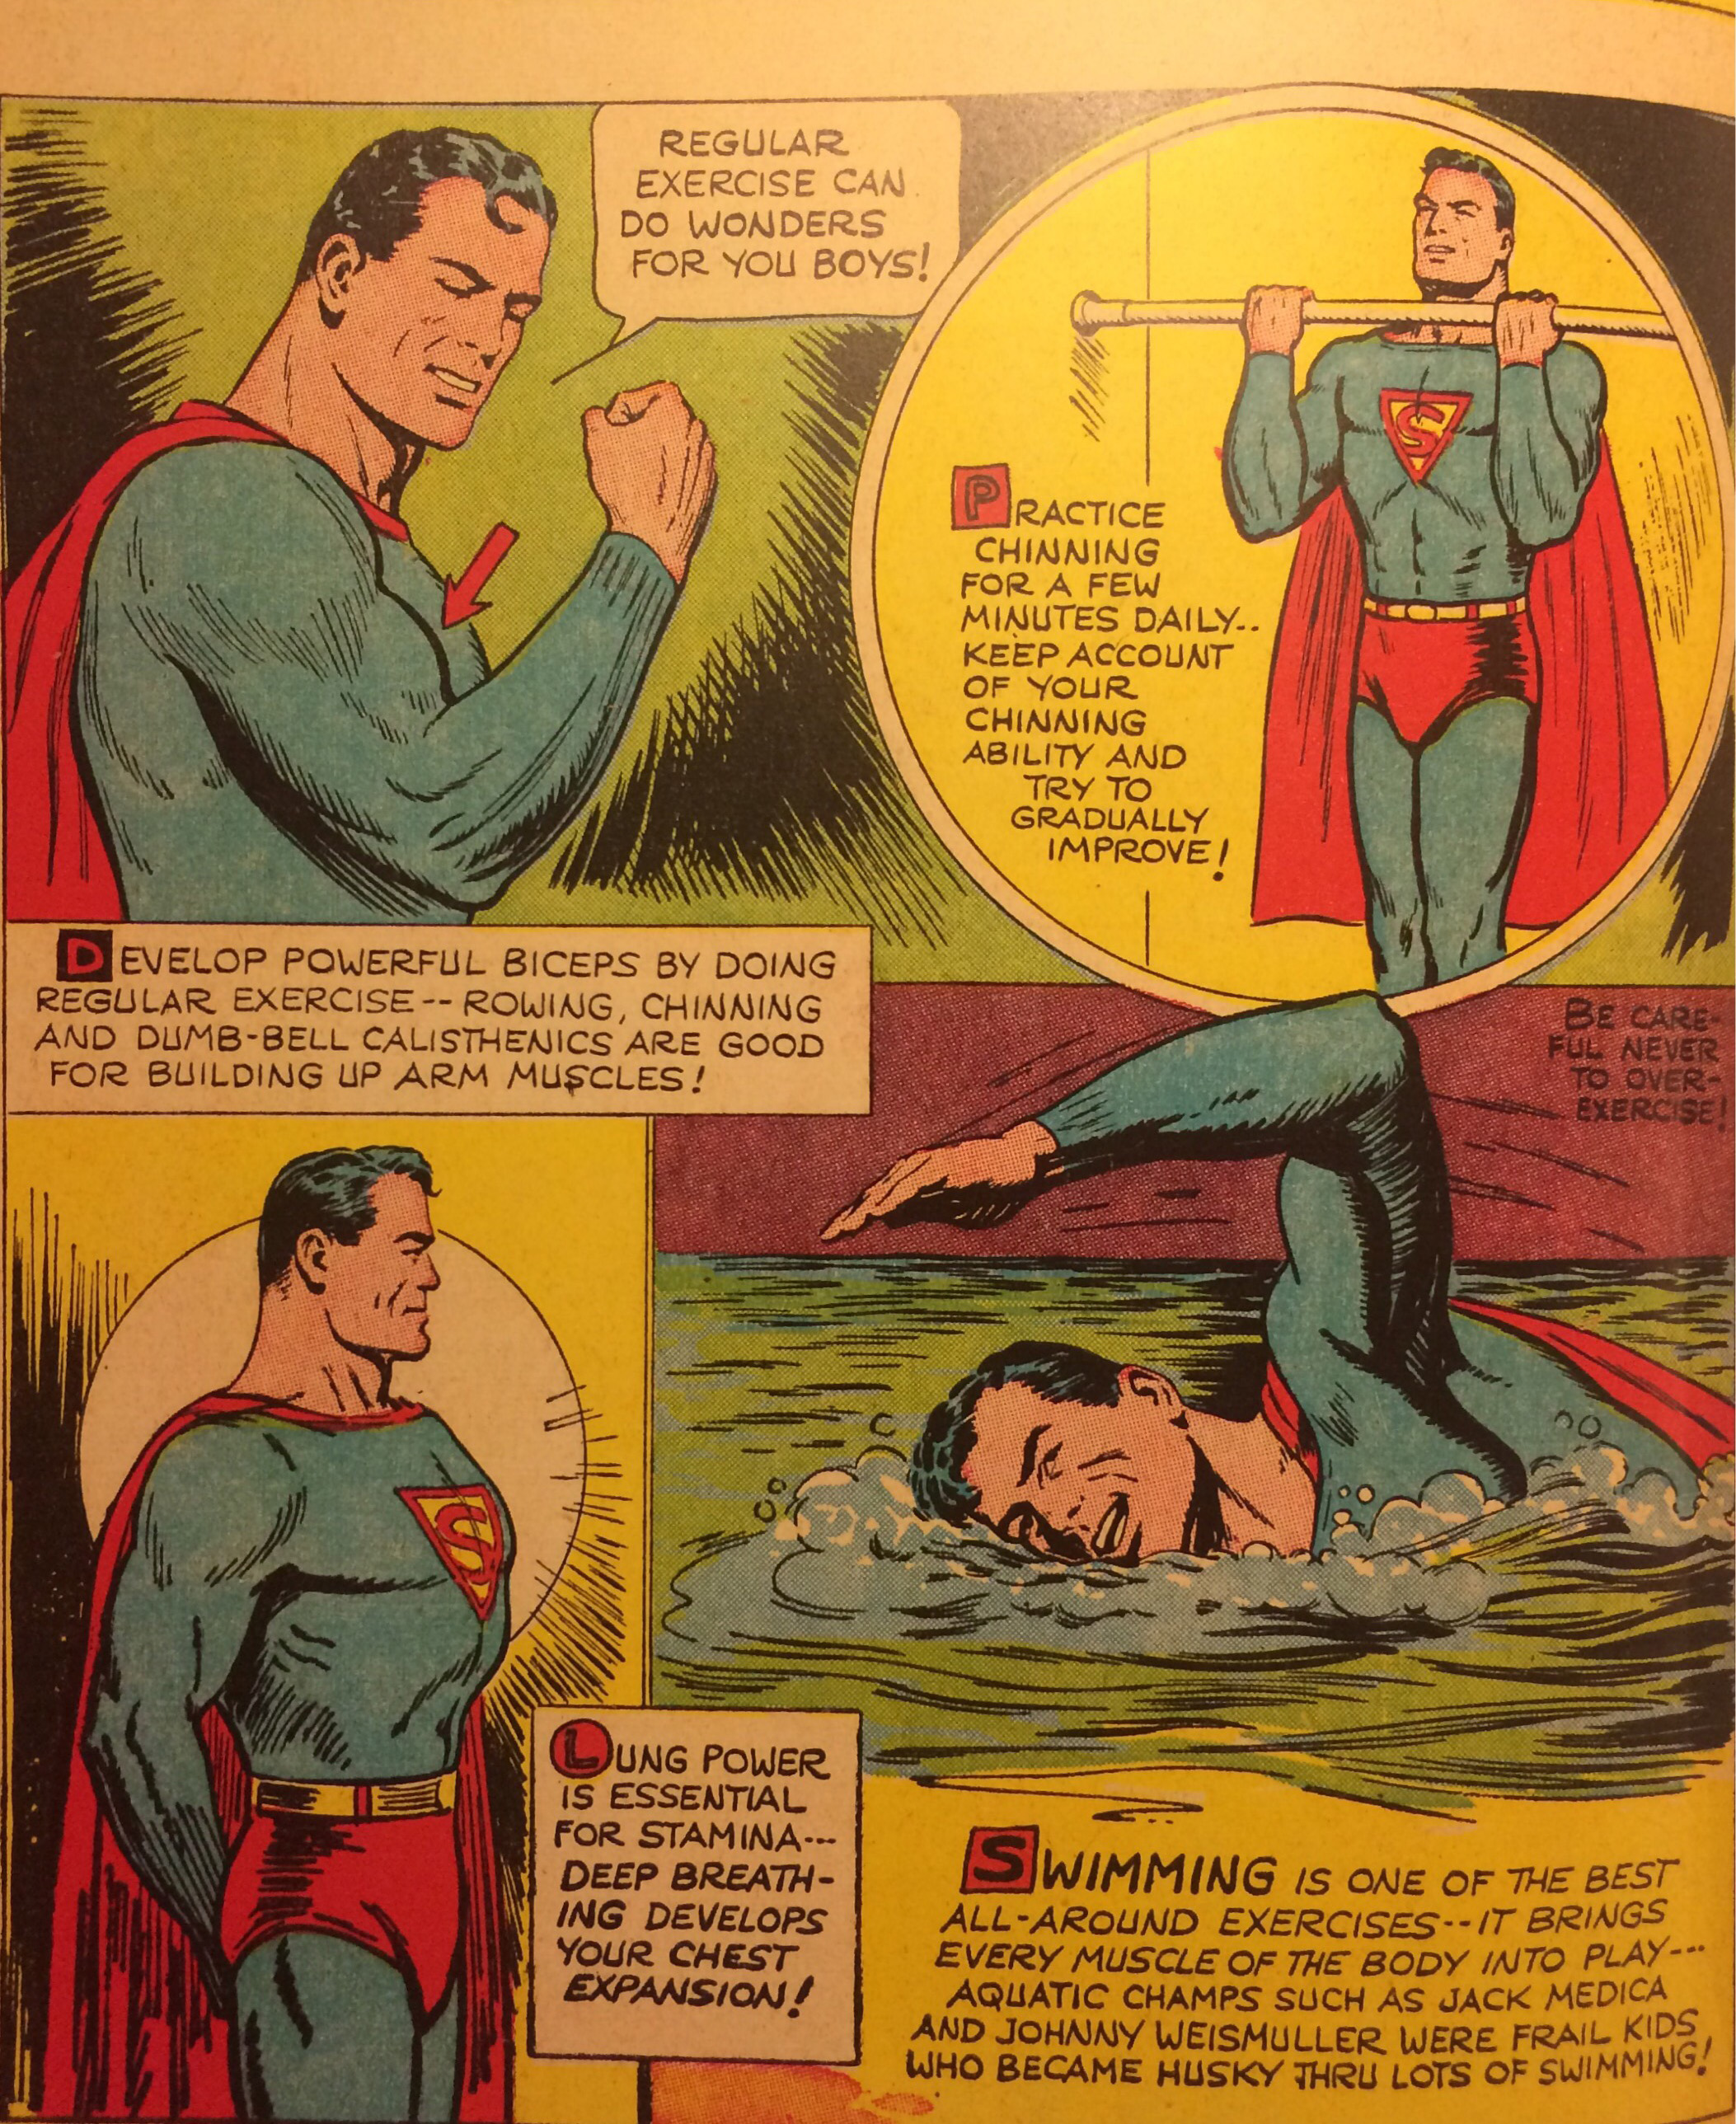 REGULAR
EXERCISE CAN
DO WONDERS
FOR YOU BOYS!
PRACTICE
CHINNING
FOR A FEW
MINUTES DAILY..
KEEP ACCOUNT
OF YOUR
CHINNING
ABILITY AND
TRY TO
GRADUALLY
IMPROVE!
S
DEVELOP POWERFUL BICEPS BY DOING
REGULAR EXERCISE-- ROWING, CHINNING
AND DUMB-BELL CALISTHENICS ARE GOOD
FOR BUILDING UP ARM MUSCLES!
BE CARE-
FUL NEVER
TO OVER-
EXERCISE!
S
LUNG POWER
IS ESSENTIAL
FOR STAMINA---
DEEP BREATH-
ING DEVELOPS
YOUR CHEST
EXPANSION!
SWIMMING IS ONE OF THE BEST
ALL-AROUND EXERCISES--IT BRINGS
EVERY MUSCLE OF THE BODY INTO PLAY---
AQUATIC CHAMPS SUCH AS JACK MEDICA
AND JOHNNY WEISMULLER WERE FRAIL KIDS
WHO BECAME HUSKY THRU LOTS OF SWIMMING!